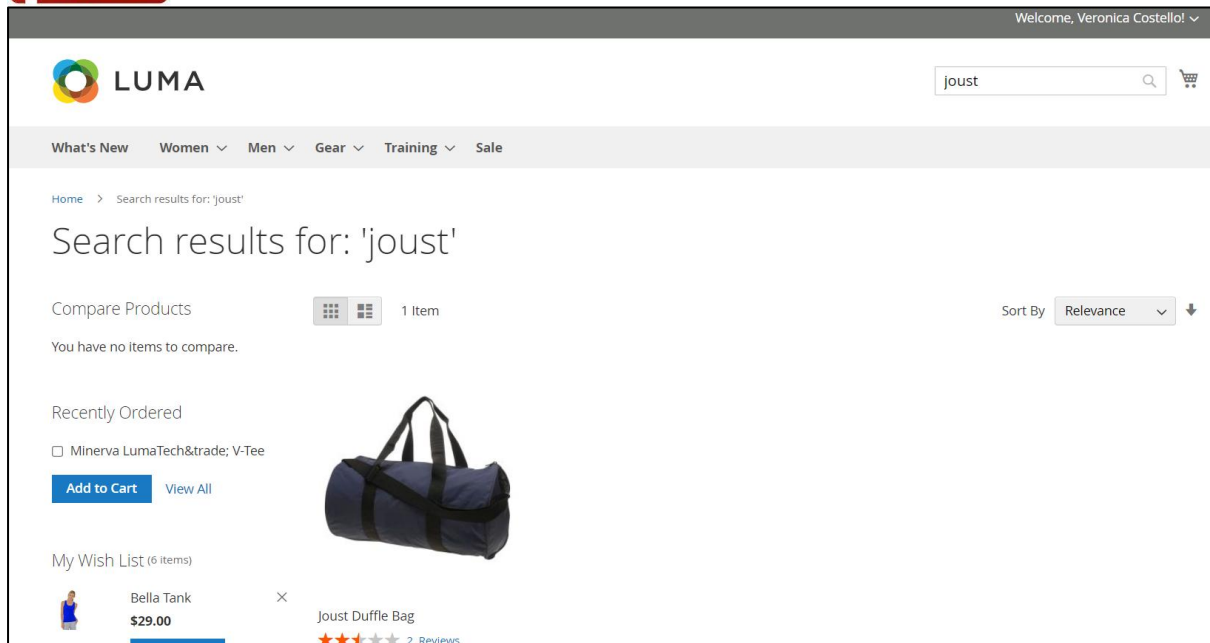 Welcome, Veronica Costello!
LUMA
joust
What's New Women Men Gear Training Sale
Home > Search results for: 'joust'
Search results for: 'joust'
Compare Products
1 Item
Sort By Relevance
You have no items to compare.
Recently Ordered
Minerva LumaTech&trade; V-Tee
Add to Cart View All
My Wish List (6 items)
Bella Tank
$29.00
Joust Duffle Bag
2 Reviews